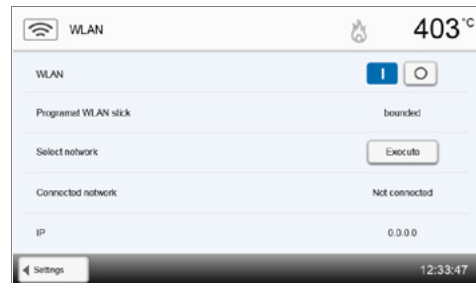 WLAN 403°C
WLAN I O
Programat WLAN stick bounded
Select network Execute
Connected network Not connected
IP 0.0.0.0
Settings 12:33:47